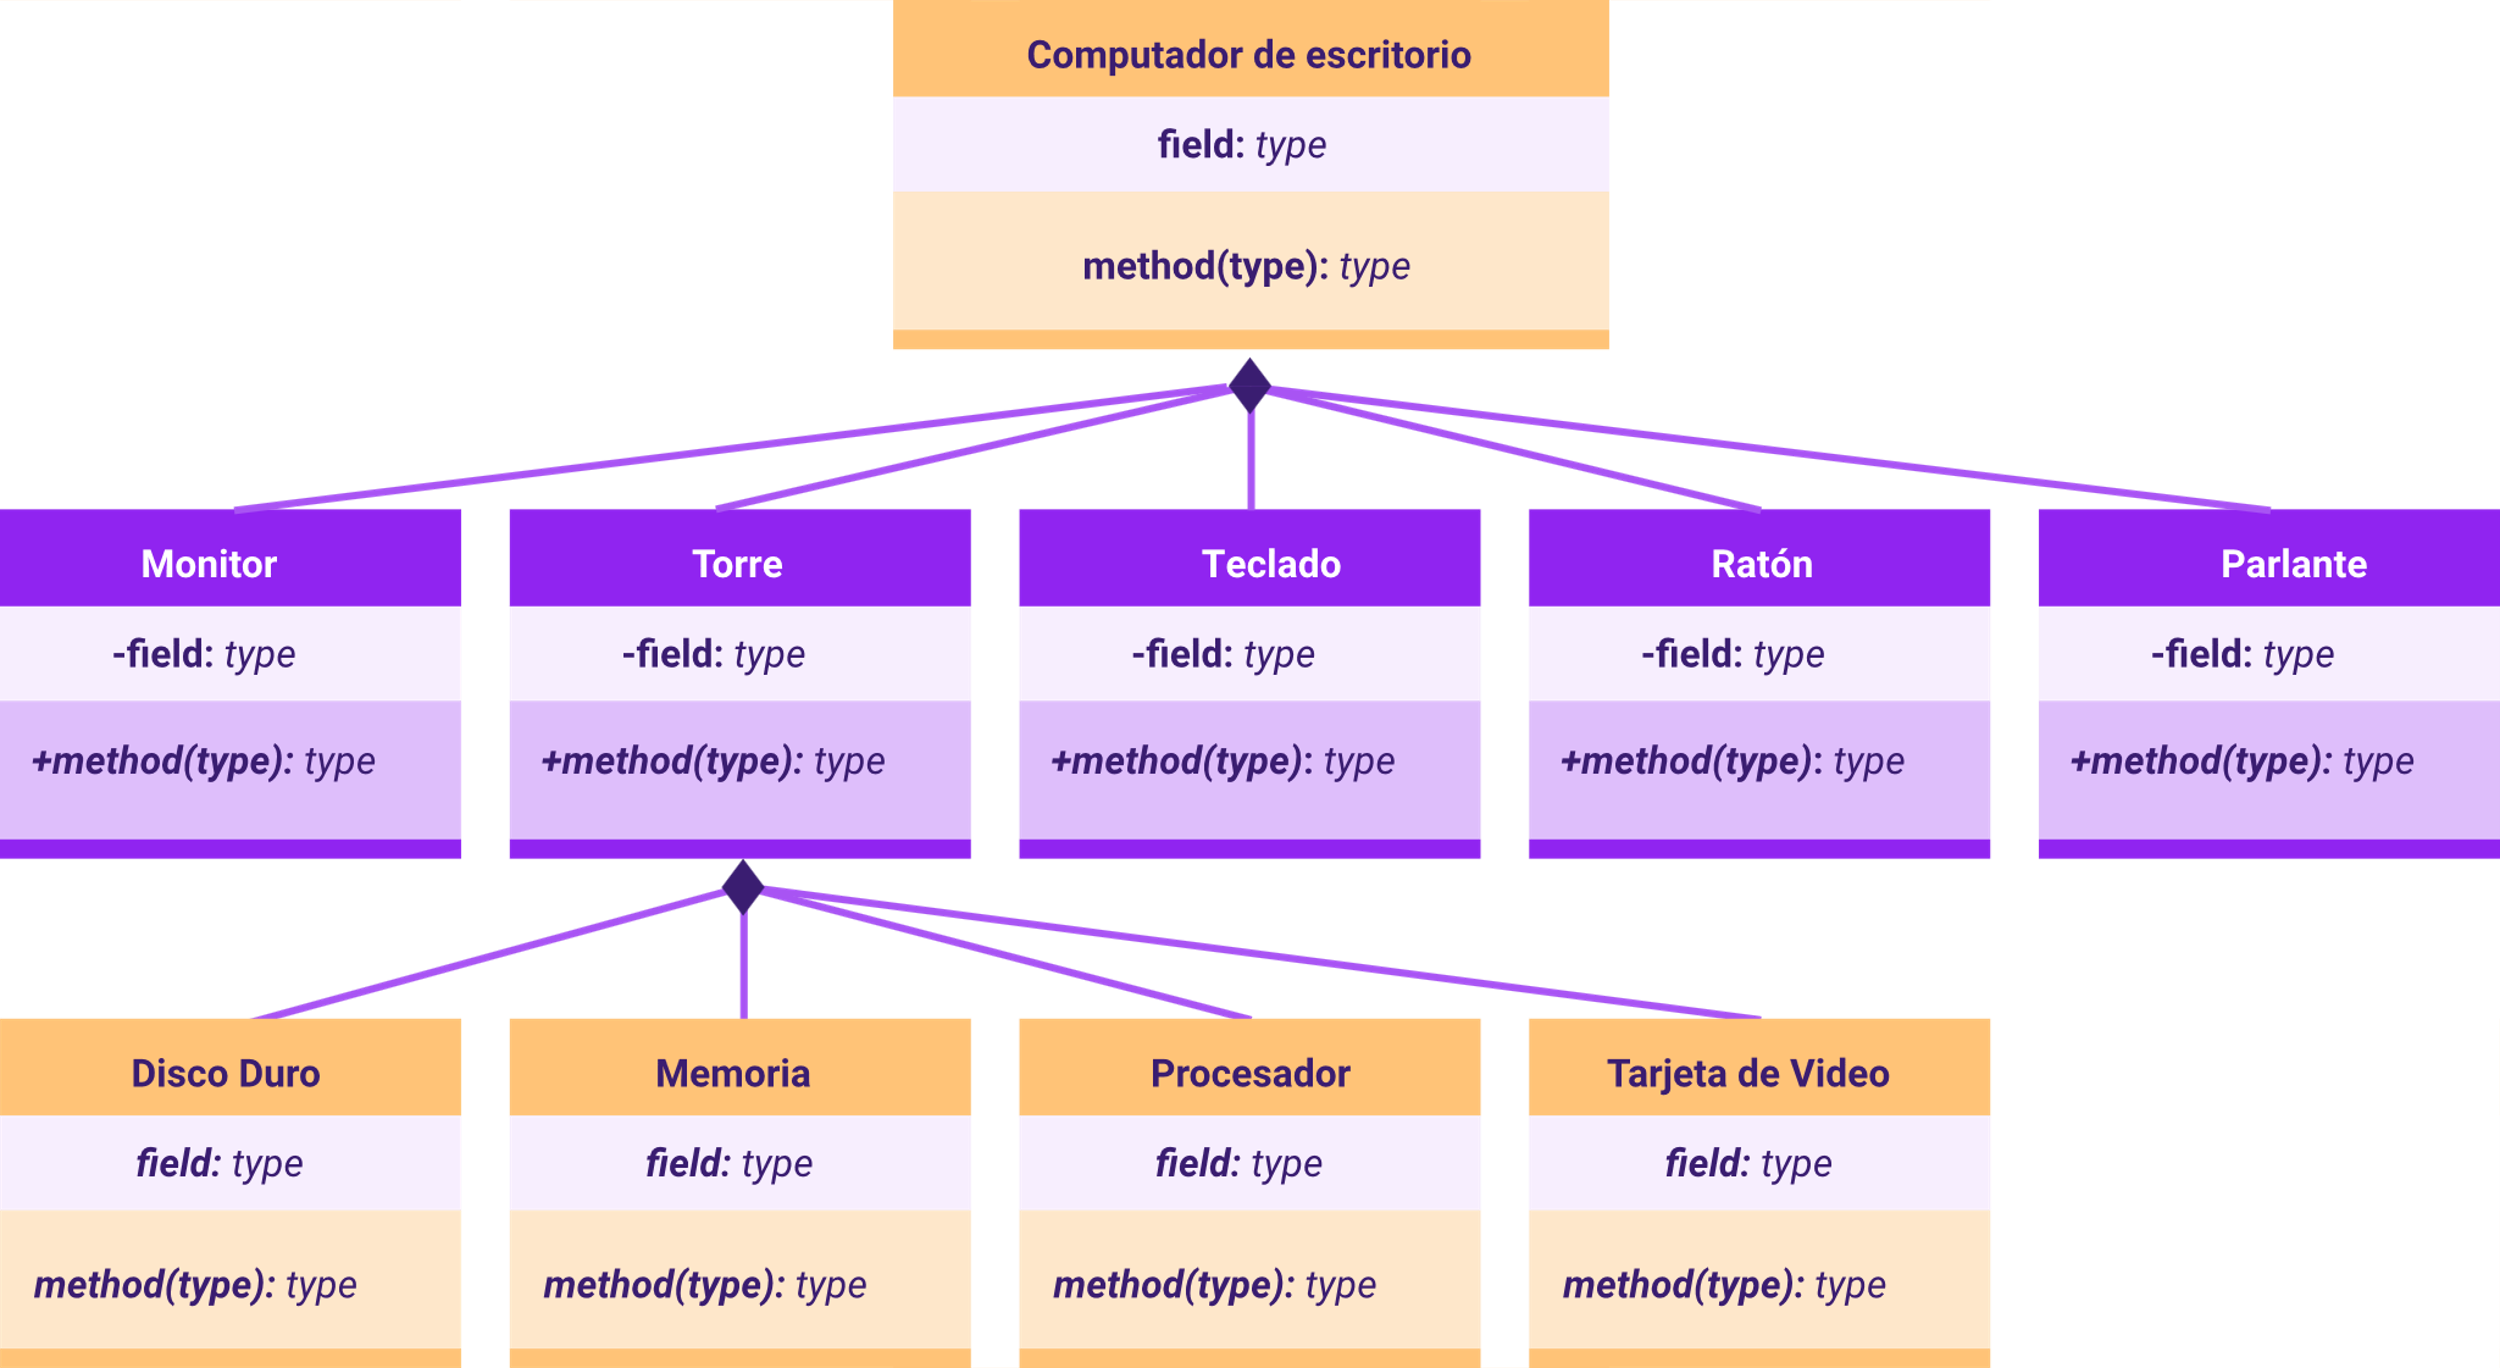 Computador de escritorio
field: type
method(type): type
Monitor
Torre
Teclado
Ratón
Parlante
-field: type
-field: type
-field: type
-field: type
-field: type
+method(type): type
+method(type): type
+method(type): type
+method(type): type
+method(type): type
Disco Duro
Memoria
Procesador
Tarjeta de Video
field: type
field: type
field: type
field: type
method(type): type
method(type): type
method(type): type
method(type): type